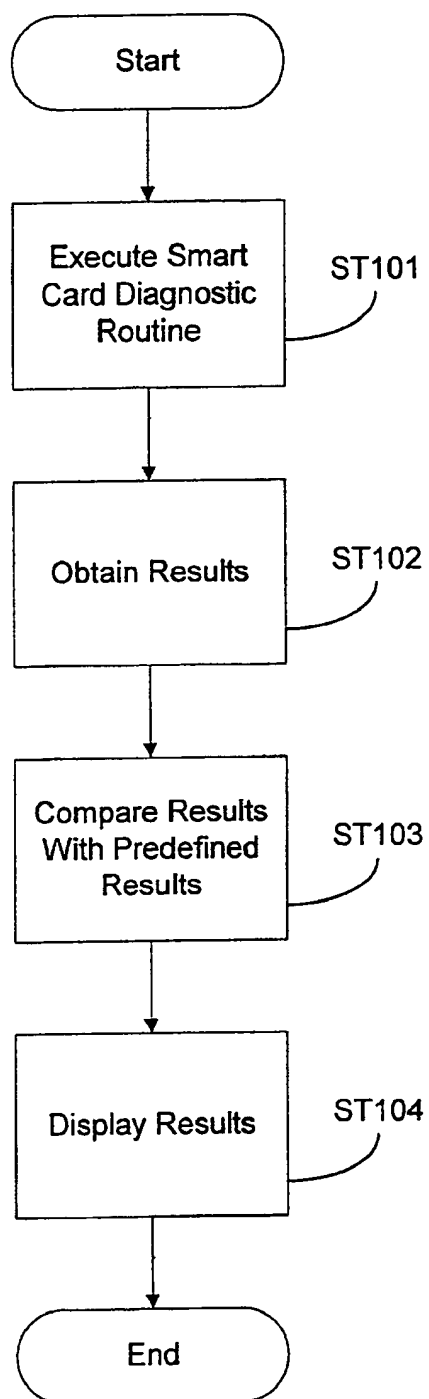 Start
Execute Smart
Card Diagnostic
Routine
ST101
Obtain Results
ST102
Compare Results
With Predefined
Results
ST103
Display Results
ST104
End